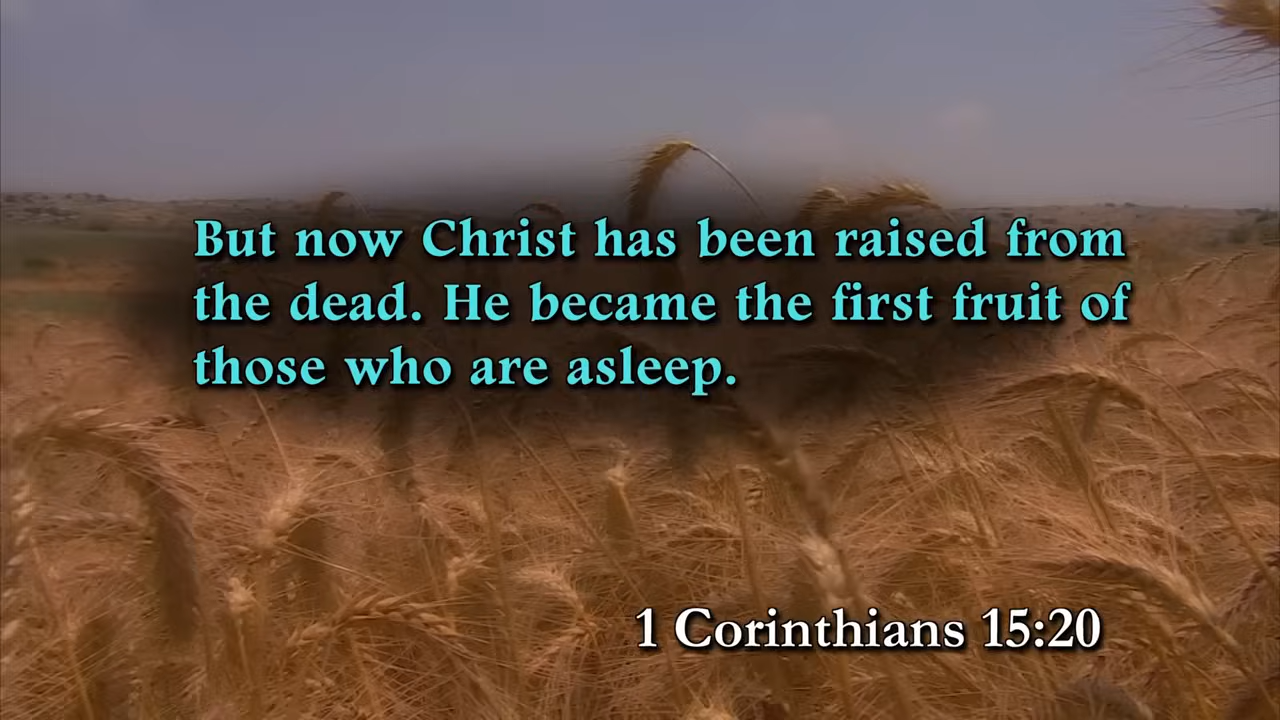 But now Christ has been raised from
the dead. He became the first fruit of
those who are asleep.
1 Corinthians 15:20